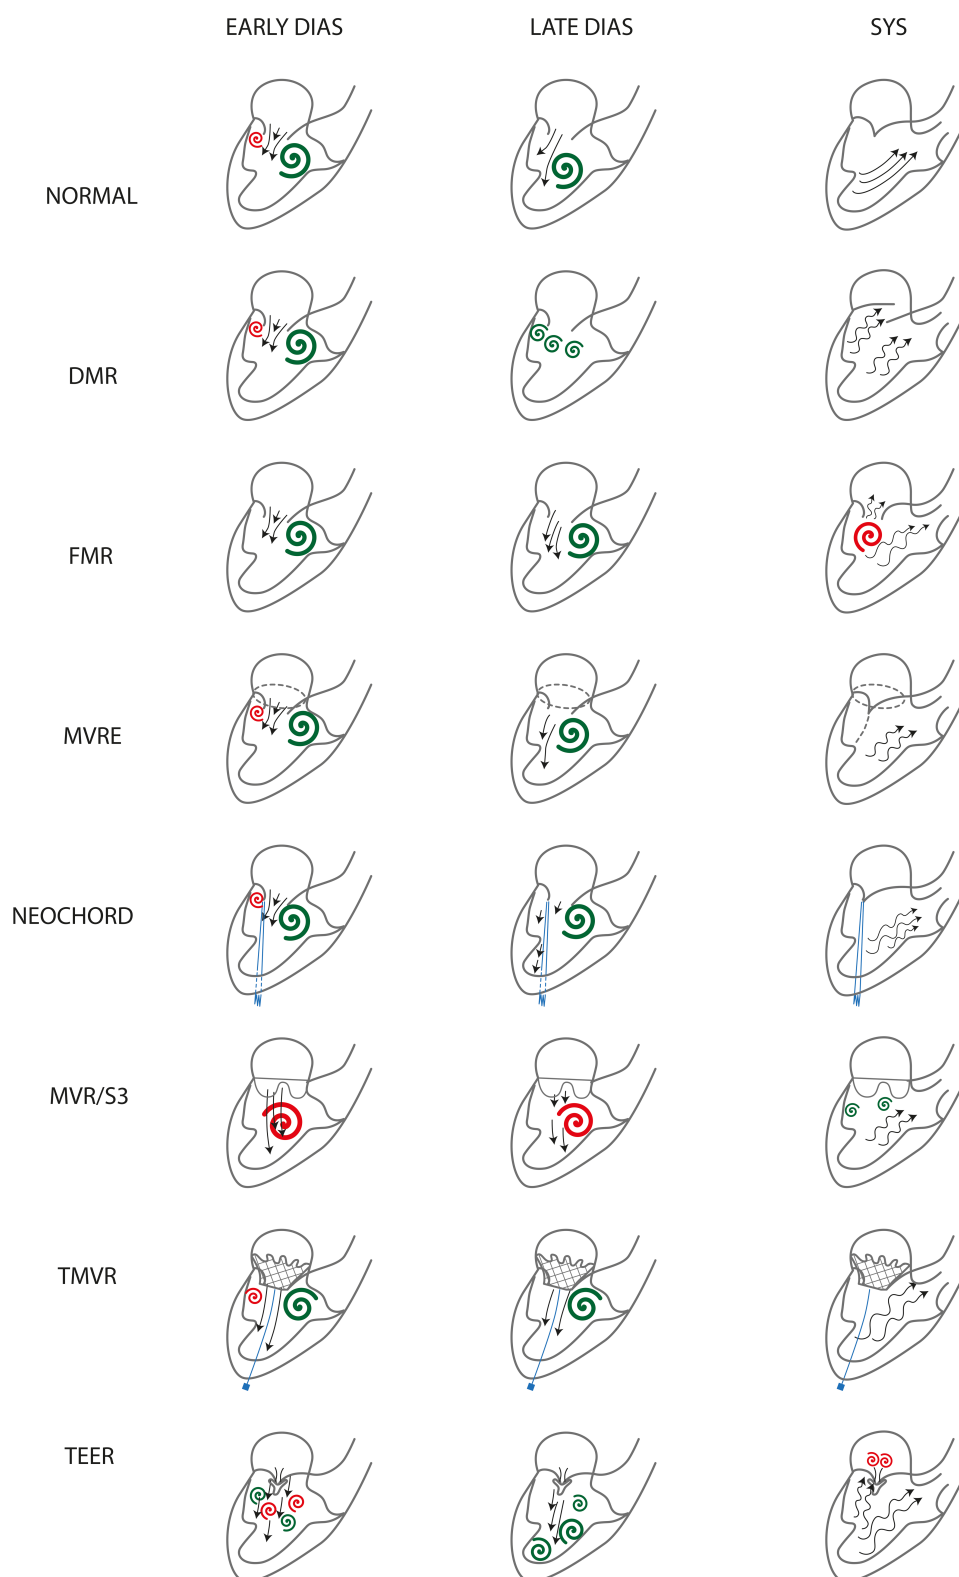 EARLY DIAS LATE DIAS SYS
NORMAL
DMR
FMR
MVRE
NEOCHORD
MVR/S3
TMVR
TEER